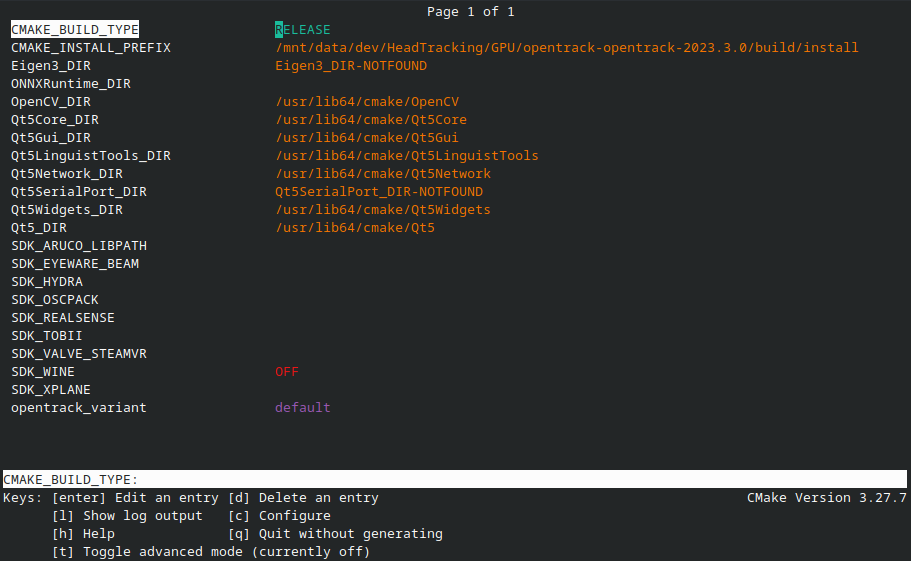 Page 1 of 1
CMAKE_BUILD_TYPE RELEASE
CMAKE_INSTALL_PREFIX /mnt/data/dev/HeadTracking/GPU/opentrack-opentrack-2023.3.0/build/install
Eigen3_DIR Eigen3_DIR-NOTFOUND
ONNXRuntime_DIR
OpenCV_DIR /usr/lib64/cmake/OpenCV
Qt5Core_DIR /usr/lib64/cmake/Qt5Core
Qt5Gui_DIR /usr/lib64/cmake/Qt5Gui
Qt5LinguistTools_DIR /usr/lib64/cmake/Qt5LinguistTools
Qt5Network_DIR /usr/lib64/cmake/Qt5Network
Qt5SerialPort_DIR Qt5SerialPort_DIR-NOTFOUND
Qt5Widgets_DIR /usr/lib64/cmake/Qt5Widgets
Qt5_DIR /usr/lib64/cmake/Qt5
SDK_ARUCO_LIBPATH
SDK_EYEWARE_BEAM
SDK_HYDRA
SDK_OSCPACK
SDK_REALSENSE
SDK_TOBII
SDK_VALVE_STEAMVR
SDK_WINE OFF
SDK_XPLANE
opentrack_variant default
CMAKE_BUILD_TYPE:
Keys: [enter] Edit an entry [d] Delete an entry CMake Version 3.27.7
[l] Show log output [c] Configure
[h] Help [q] Quit without generating
[t] Toggle advanced mode (currently off)